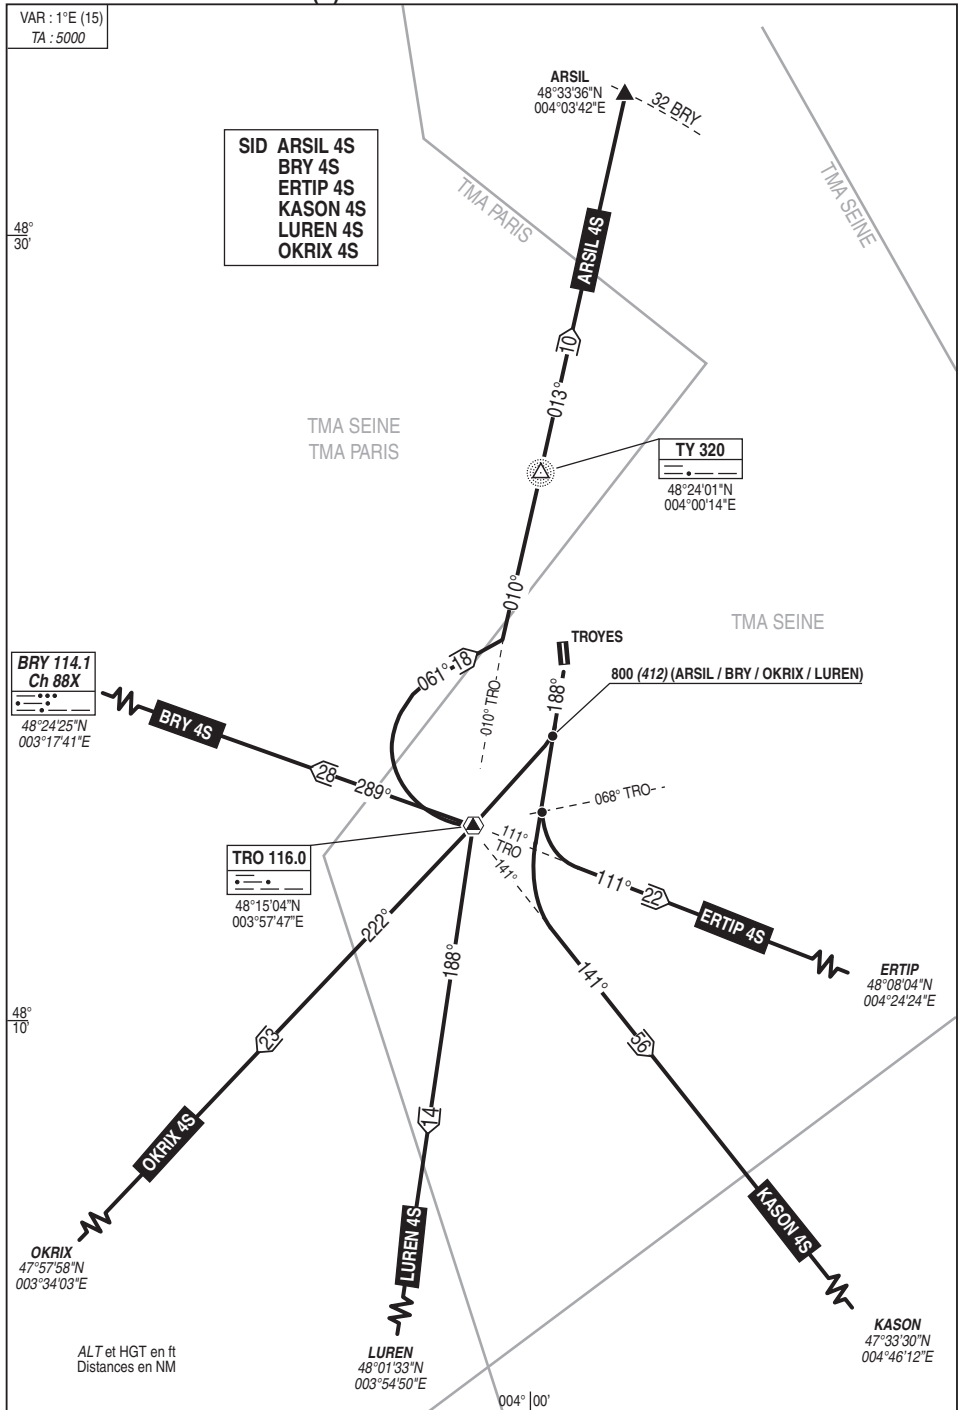 VAR : 1°E (15)
TA : 5000
ARSIL
48°33'36"N
004°03'42"E
32 BRY
SID ARSIL 4S
BRY 4S
ERTIP 4S
KASON 4S
LUREN 4S
OKRIX 4S
TMA PARIS
TMA SEINE
48°
30'
ARSIL 4S
10
013°
TMA SEINE
TMA PARIS
TY 320
48°24'01"N
004°00'14"E
010°
TMA SEINE
TROYES
800 (412) (ARSIL / BRY / OKRIX / LUREN)
BRY 114.1
Ch 88X
48°24'25"N
003°17'41"E
061°
18
010° TRO
188°
BRY 4S
28
289°
068° TRO
111°
TRO
141°
TRO 116.0
48°15'04"N
003°57'47"E
111°
22
ERTIP 4S
222°
188°
141°
ERTIP
48°08'04"N
004°24'24"E
48°
10'
23
56
14
OKRIX 4S
KASON 4S
LUREN 4S
OKRIX
47°57'58"N
003°34'03"E
KASON
47°33'30"N
004°46'12"E
ALT et HGT en ft
Distances en NM
LUREN
48°01'33"N
003°54'50"E
004° 00'